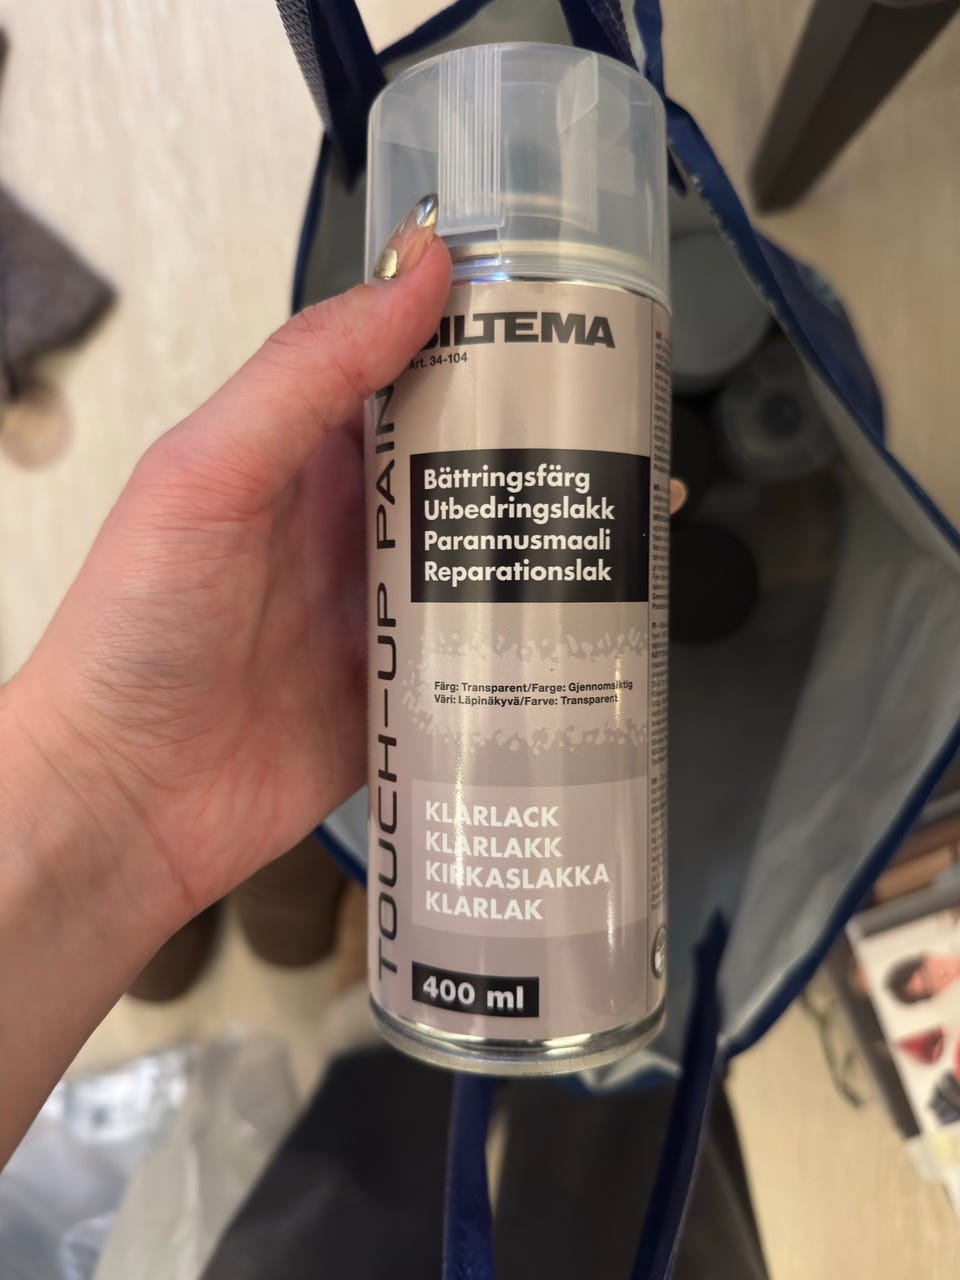 BILTEMA
Art. 34-104
TOUCH-UP PAIN
Bättringsfärg
Utbedringslakk
Parannusmaali
Reparationslak
Färg: Transparent/Farge: Gjennomsiktig
Väri: Läpinäkyvä/Farve: Transparent
KLARLACK
KLARLAKK
KIRKASLAKKA
KLARLAK
400 ml